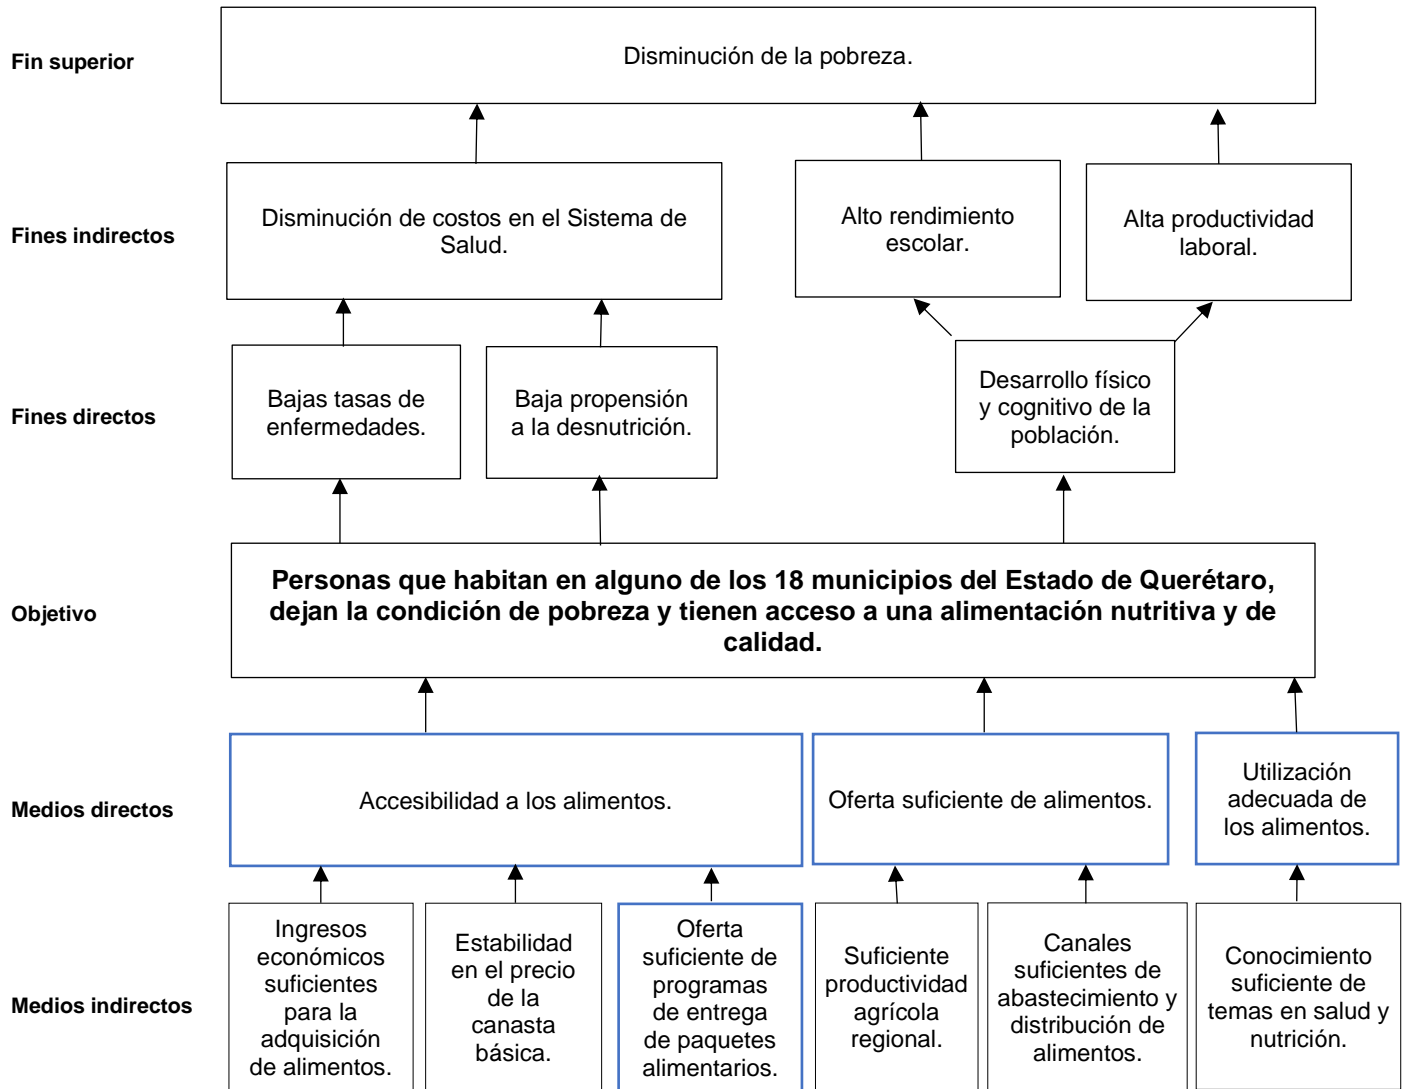 Fin superior
Disminución de la pobreza.
Fines indirectos
Disminución de costos en el Sistema de
Salud.
Alto rendimiento
escolar.
Alta productividad
laboral.
Fines directos
Bajas tasas de
enfermedades.
Baja propensión
a la desnutrición.
Desarrollo físico
y cognitivo de la
población.
Objetivo
Personas que habitan en alguno de los 18 municipios del Estado de Querétaro,
dejan la condición de pobreza y tienen acceso a una alimentación nutritiva y de
calidad.
Medios directos
Accesibilidad a los alimentos.
Oferta suficiente de alimentos.
Utilización
adecuada de
los alimentos.
Medios indirectos
Ingresos
económicos
suficientes
para la
adquisición
de alimentos.
Estabilidad
en el precio
de la
canasta
básica.
Oferta
suficiente de
programas
de entrega
de paquetes
alimentarios.
Suficiente
productividad
agrícola
regional.
Canales
suficientes de
abastecimiento y
distribución de
alimentos.
Conocimiento
suficiente de
temas en salud y
nutrición.